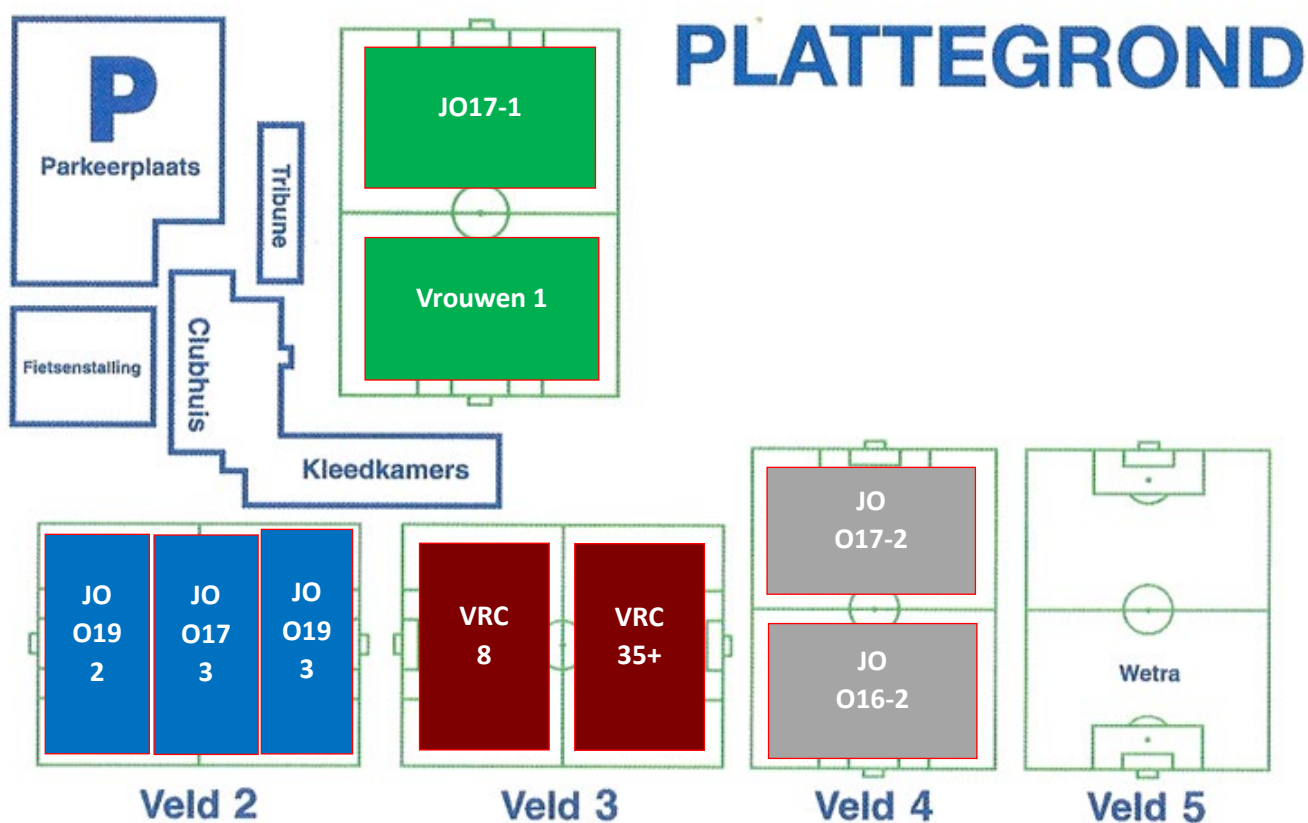 PLATTEGROND
P
Parkeerplaats
Tribune
JO17-1
Vrouwen 1
Fietsenstalling
Clubhuis
Kleedkamers
JO
O19
2
JO
O17
3
JO
O19
3
VRC
8
VRC
35+
JO
O17-2
JO
O16-2
Wetra
Veld 2
Veld 3
Veld 4
Veld 5